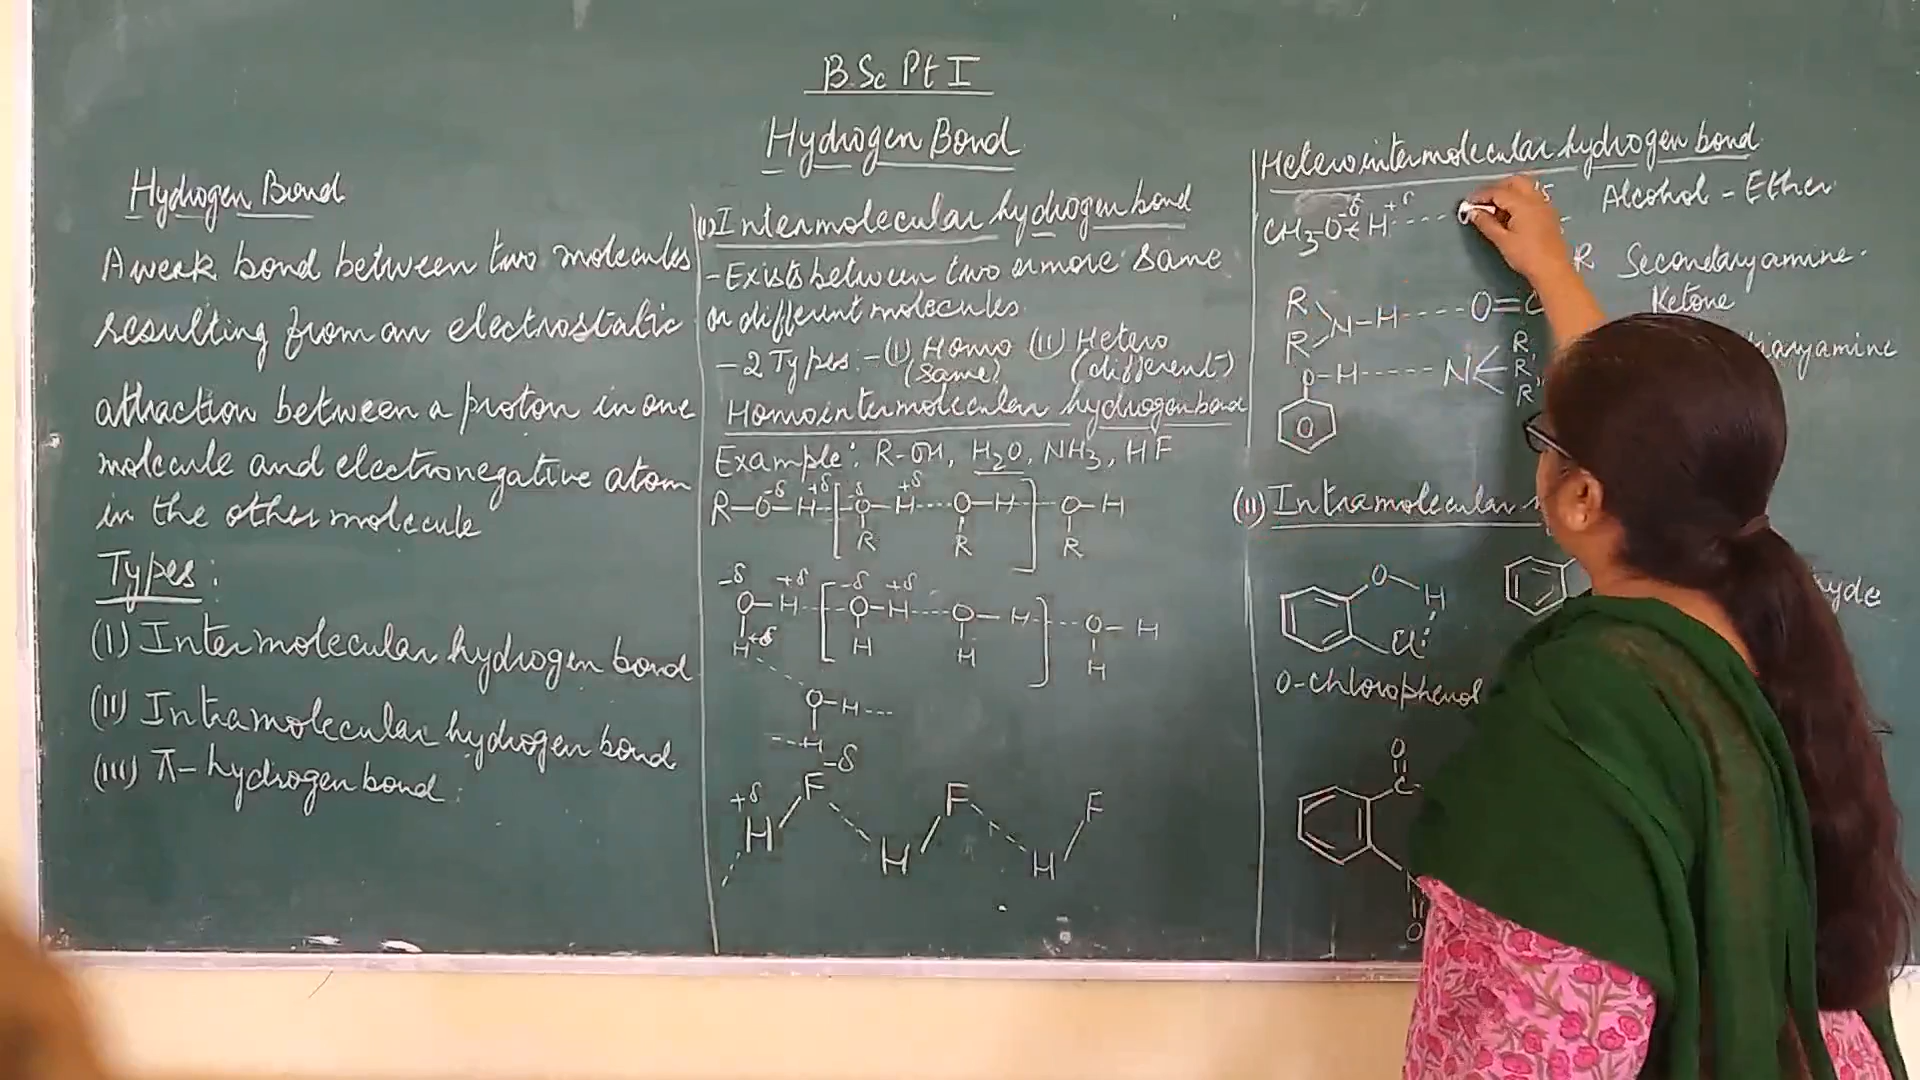 B.Sc Pt I
Hydrogen Bond
Hydrogen Bond
A weak bond between two molecules
resulting from an electrostatic
attraction between a proton in one
molecule and electronegative atom
in the other molecule
Types:
(I) Intermolecular hydrogen bond
(II) Intramolecular hydrogen bond
(III) π-hydrogen bond.
(I) Intermolecular hydrogen bond
- Exists between two or more same
or different molecules.
- 2 Types:- (I) Homo (II) Hetero
(same) (different)
Homointermolecular hydrogen bond
Example: R-OH, H2O, NH3, HF
-δ +δ -δ +δ
R-O-H---[O-H---O-H]---O-H
R R R
-δ +δ -δ +δ
O-H---[O-H---O-H]---O-H
H+δ H H H
O-H---
---H
-δ
+δ F F F
H H H
Heterointermolecular hydrogen bond
-δ +δ
CH3-O-H---- Alcohol-Ether
R Secondaryamine.
R Ketone
N-H----O=C
R
O-H-----N R
R'
R"
(II) Intramolecular
O
H
Cl
O-chlorophenol
O
C
O